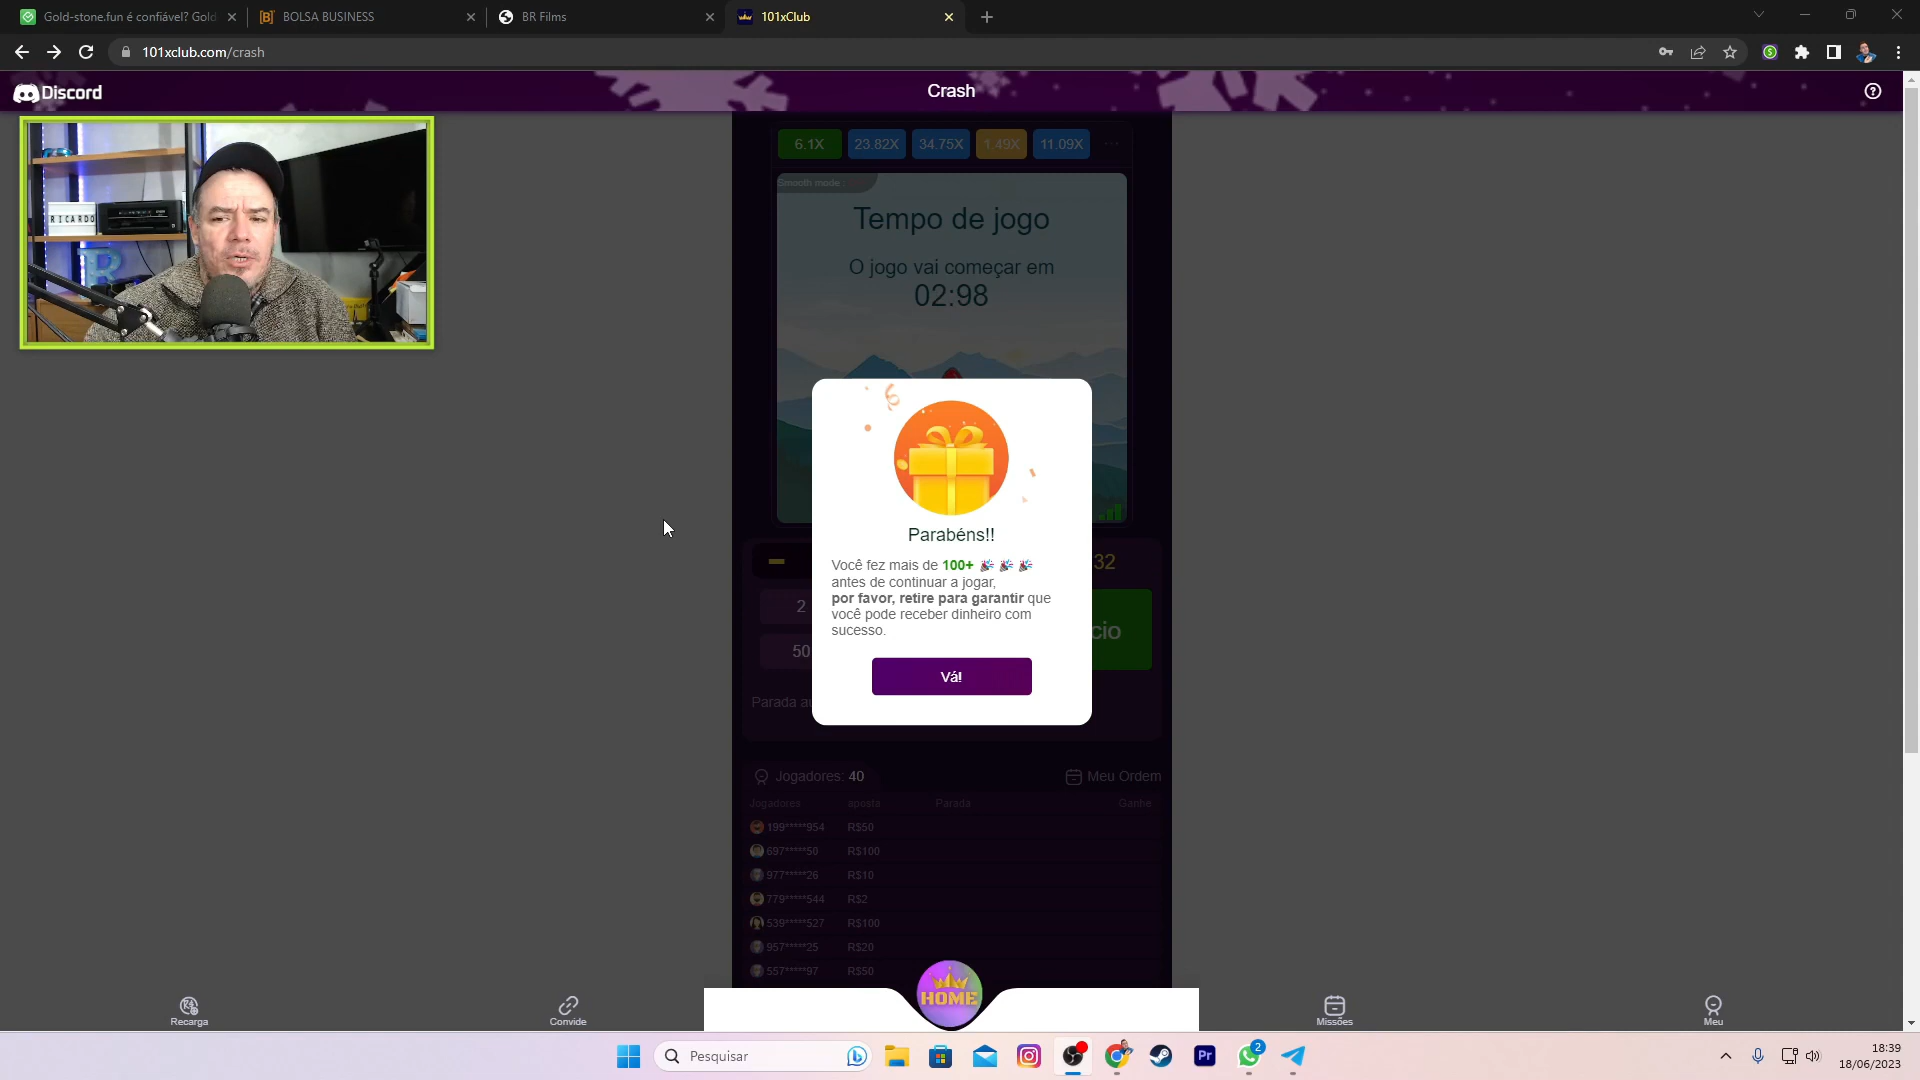 Gold-stone.fun é confiável? Gold
BOLSA BUSINESS
BR Films
101xClub
101xclub.com/crash
Discord
Crash
6.1X
23.82X
34.75X
1.49X
11.09X
...
Smooth mode
Tempo de jogo
O jogo vai começar em
02:98
RICARDO
R
Parabéns!!
Você fez mais de 100+
antes de continuar a jogar,
por favor, retire para garantir que
você pode receber dinheiro com
sucesso.
Vá!
32
2
cio
50
Parada au
Jogadores: 40
Meu Ordem
Jogadores aposta Parada Ganhe
199*****954 R$50
697*****50 R$100
977*****26 R$10
779*****544 R$2
539*****527 R$100
957*****25 R$20
557*****97 R$50
Recarga
Convide
HOME
Missões
Meu
Pesquisar
Pr
2
18:39
18/06/2023